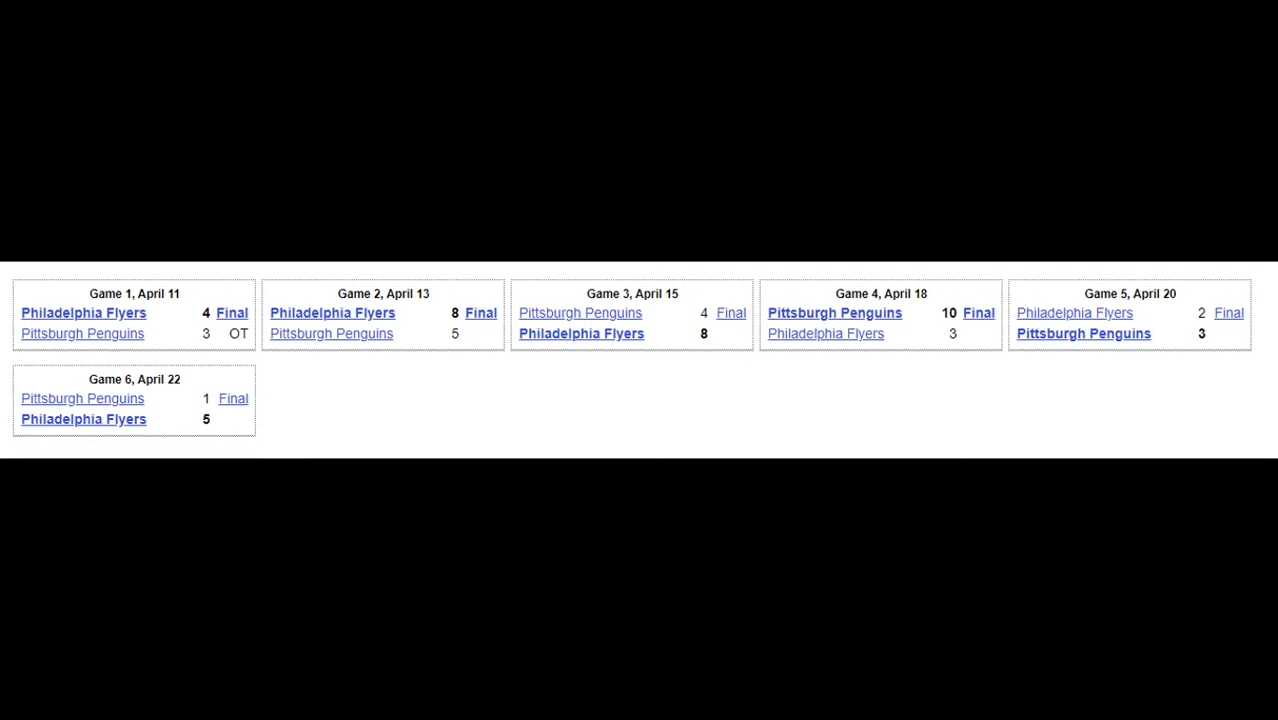 Game 1, April 11
Philadelphia Flyers 4 Final
Pittsburgh Penguins 3 OT
Game 2, April 13
Philadelphia Flyers 8 Final
Pittsburgh Penguins 5
Game 3, April 15
Pittsburgh Penguins 4 Final
Philadelphia Flyers 8
Game 4, April 18
Pittsburgh Penguins 10 Final
Philadelphia Flyers 3
Game 5, April 20
Philadelphia Flyers 2 Final
Pittsburgh Penguins 3
Game 6, April 22
Pittsburgh Penguins 1 Final
Philadelphia Flyers 5